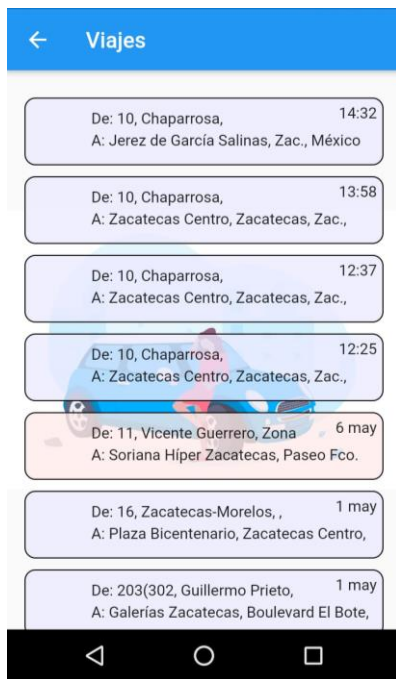 Viajes
De: 10, Chaparrosa, 14:32
A: Jerez de García Salinas, Zac., México
De: 10, Chaparrosa, 13:58
A: Zacatecas Centro, Zacatecas, Zac.,
De: 10, Chaparrosa, 12:37
A: Zacatecas Centro, Zacatecas, Zac.,
De: 10, Chaparrosa, 12:25
A: Zacatecas Centro, Zacatecas, Zac.,
De: 11, Vicente Guerrero, Zona 6 may
A: Soriana Híper Zacatecas, Paseo Fco.
De: 16, Zacatecas-Morelos, , 1 may
A: Plaza Bicentenario, Zacatecas Centro,
De: 203(302, Guillermo Prieto, 1 may
A: Galerías Zacatecas, Boulevard El Bote,